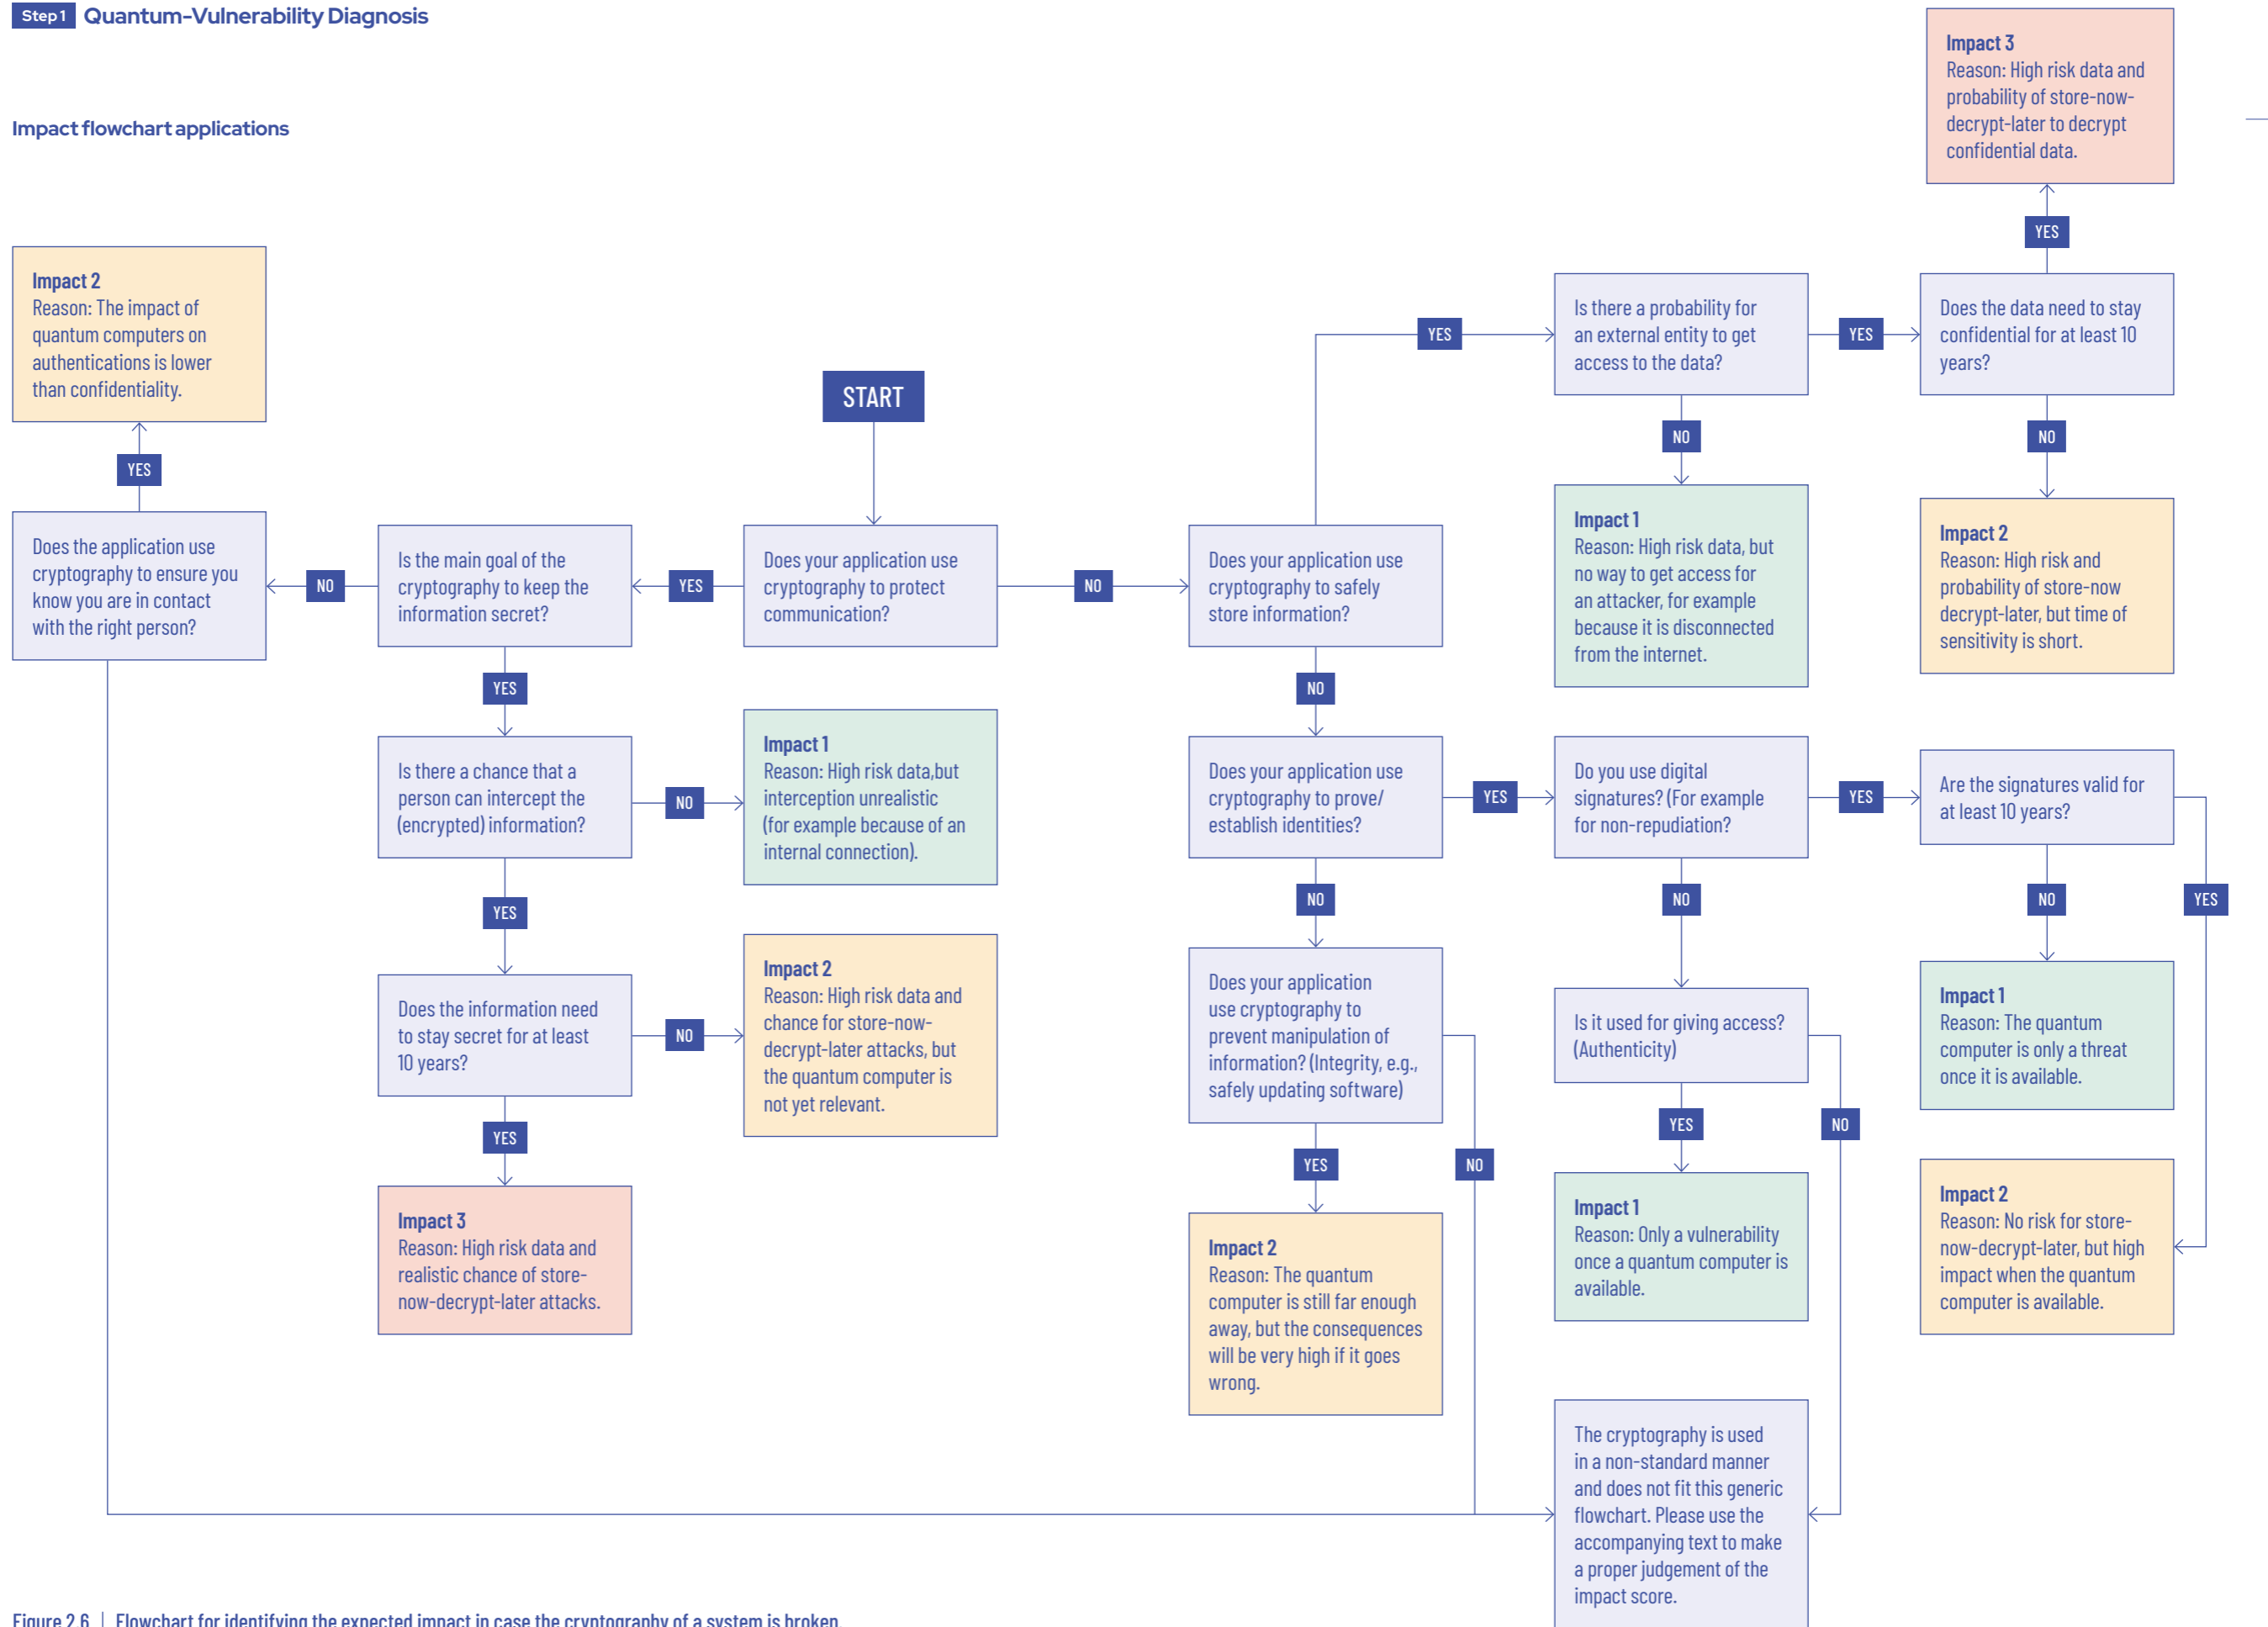 Step 1 Quantum-Vulnerability Diagnosis
Impact flowchart applications
Impact 3
Reason: High risk data and
probability of store-now-
decrypt-later to decrypt
confidential data.
YES
Impact 2
Reason: The impact of
quantum computers on
authentications is lower
than confidentiality.
YES
START
YES
Is there a probability for
an external entity to get
access to the data?
YES
Does the data need to stay
confidential for at least 10
years?
NO
NO
Does the application use
cryptography to ensure you
know you are in contact
with the right person?
NO
Is the main goal of the
cryptography to keep the
information secret?
YES
Does your application use
cryptography to protect
communication?
NO
Does your application use
cryptography to safely
store information?
Impact 1
Reason: High risk data, but
no way to get access for
an attacker, for example
because it is disconnected
from the internet.
Impact 2
Reason: High risk and
probability of store-now
decrypt-later, but time of
sensitivity is short.
YES
NO
Is there a chance that a
person can intercept the
(encrypted) information?
NO
Impact 1
Reason: High risk data,but
interception unrealistic
(for example because of an
internal connection).
Does your application use
cryptography to prove/
establish identities?
YES
Do you use digital
signatures? (For example
for non-repudiation?
YES
Are the signatures valid for
at least 10 years?
YES
NO
NO
NO
YES
Does the information need
to stay secret for at least
10 years?
NO
Impact 2
Reason: High risk data and
chance for store-now-
decrypt-later attacks, but
the quantum computer is
not yet relevant.
Does your application
use cryptography to
prevent manipulation of
information? (Integrity, e.g.,
safely updating software)
Is it used for giving access?
(Authenticity)
Impact 1
Reason: The quantum
computer is only a threat
once it is available.
YES
YES
NO
YES
NO
Impact 3
Reason: High risk data and
realistic chance of store-
now-decrypt-later attacks.
Impact 2
Reason: The quantum
computer is still far enough
away, but the consequences
will be very high if it goes
wrong.
Impact 1
Reason: Only a vulnerability
once a quantum computer is
available.
Impact 2
Reason: No risk for store-
now-decrypt-later, but high
impact when the quantum
computer is available.
The cryptography is used
in a non-standard manner
and does not fit this generic
flowchart. Please use the
accompanying text to make
a proper judgement of the
impact score.
Figure 2.6 | Flowchart for identifying the expected impact in case the cryptography of a system is broken.